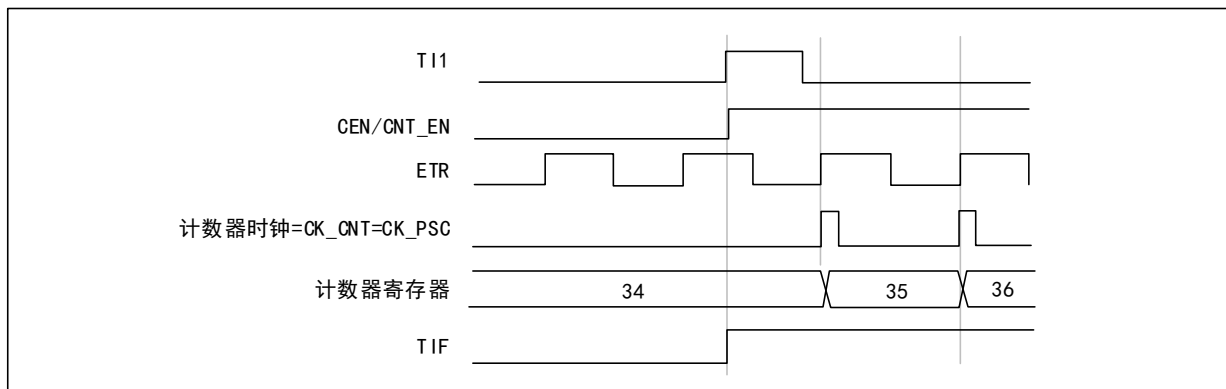 TI1
CEN/CNT_EN
ETR
计数器时钟=CK_CNT=CK_PSC
计数器寄存器 34 35 36
TIF